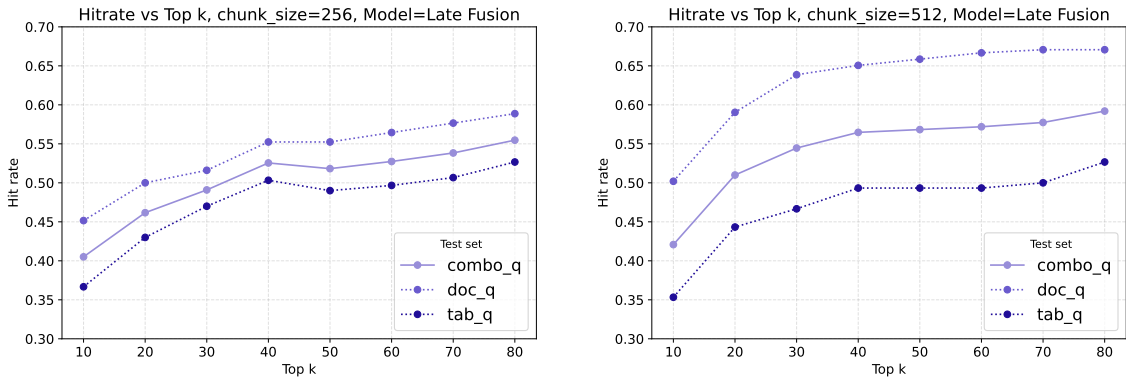 Hitrate vs Top k, chunk_size=256, Model=Late Fusion
0.70
0.65
0.60
0.55
0.50
0.45
0.40
0.35
0.30
Hit rate
10 20 30 40 50 60 70 80
Top k
Test set
combo_q
doc_q
tab_q
Hitrate vs Top k, chunk_size=512, Model=Late Fusion
0.70
0.65
0.60
0.55
0.50
0.45
0.40
0.35
0.30
Hit rate
10 20 30 40 50 60 70 80
Top k
Test set
combo_q
doc_q
tab_q